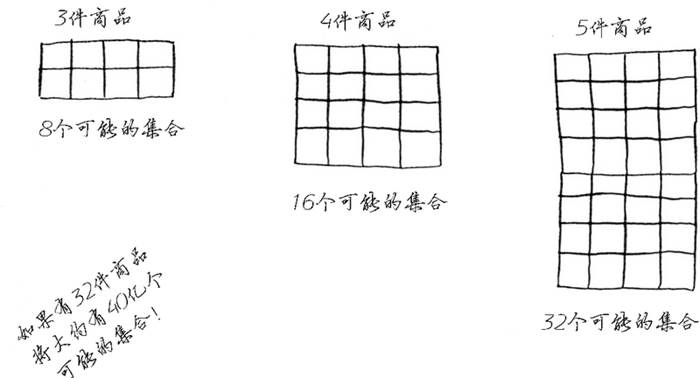 3件商品
8个可能的集合
4件商品
16个可能的集合
5件商品
32个可能的集合
如果有32件商品
将大约有40亿个
可能的集合!